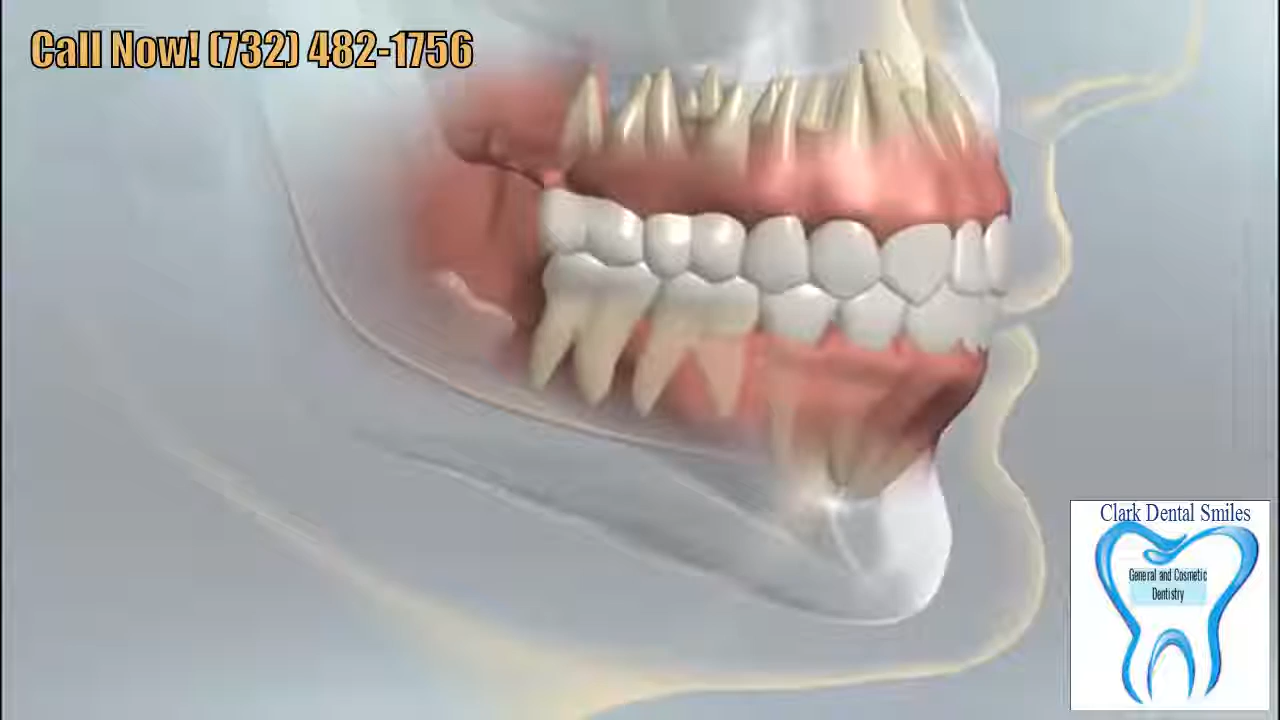 Call Now! (732) 482-1756
Clark Dental Smiles
General and Cosmetic
Dentistry